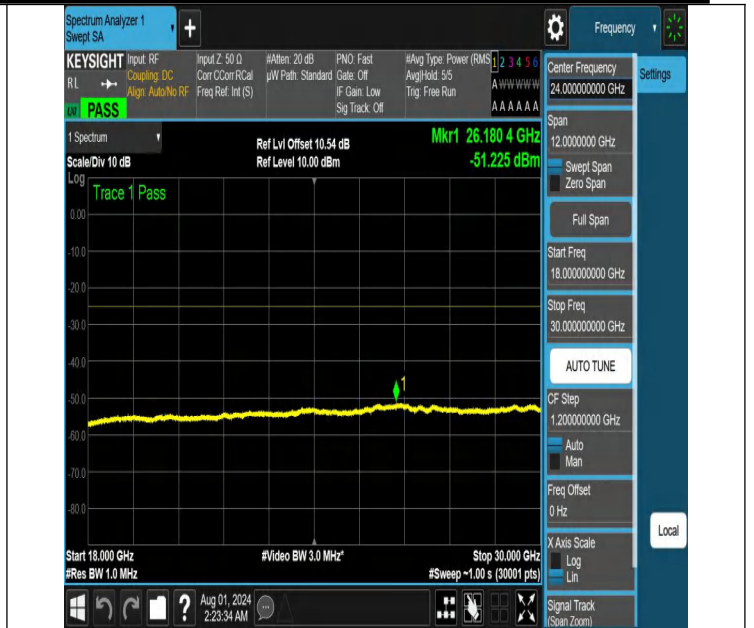 Spectrum Analyzer 1
Swept SA
+
Frequency
KEYSIGHT
RL
PASS
Input: RF
Coupling: DC
Align: Auto/No RF
Input Z: 50 Ω
Corr CCorr RCal
Freq Ref: Int (S)
#Atten: 20 dB
µW Path: Standard
PNO: Fast
Gate: Off
IF Gain: Low
Sig Track: Off
#Avg Type: Power (RMS
Avg|Hold: 5/5
Trig: Free Run
1 2 3 4 5 6
A W W W W W
A A A A A A
1 Spectrum
Scale/Div 10 dB
Ref Lvl Offset 10.54 dB
Ref Level 10.00 dBm
Mkr1 26.180 4 GHz
-51.225 dBm
Log
Trace 1 Pass
0.00
-10.0
-20.0
-30.0
-40.0
-50.0
-60.0
-70.0
-80.0
1
Start 18.000 GHz
#Res BW 1.0 MHz
#Video BW 3.0 MHz*
Stop 30.000 GHz
#Sweep ~1.00 s (30001 pts)
Center Frequency
24.000000000 GHz
Settings
Span
12.0000000 GHz
Swept Span
Zero Span
Full Span
Start Freq
18.000000000 GHz
Stop Freq
30.000000000 GHz
AUTO TUNE
CF Step
1.200000000 GHz
Auto
Man
Freq Offset
0 Hz
X Axis Scale
Log
Lin
Local
Signal Track
(Span Zoom)
?
Aug 01, 2024
2:23:34 AM